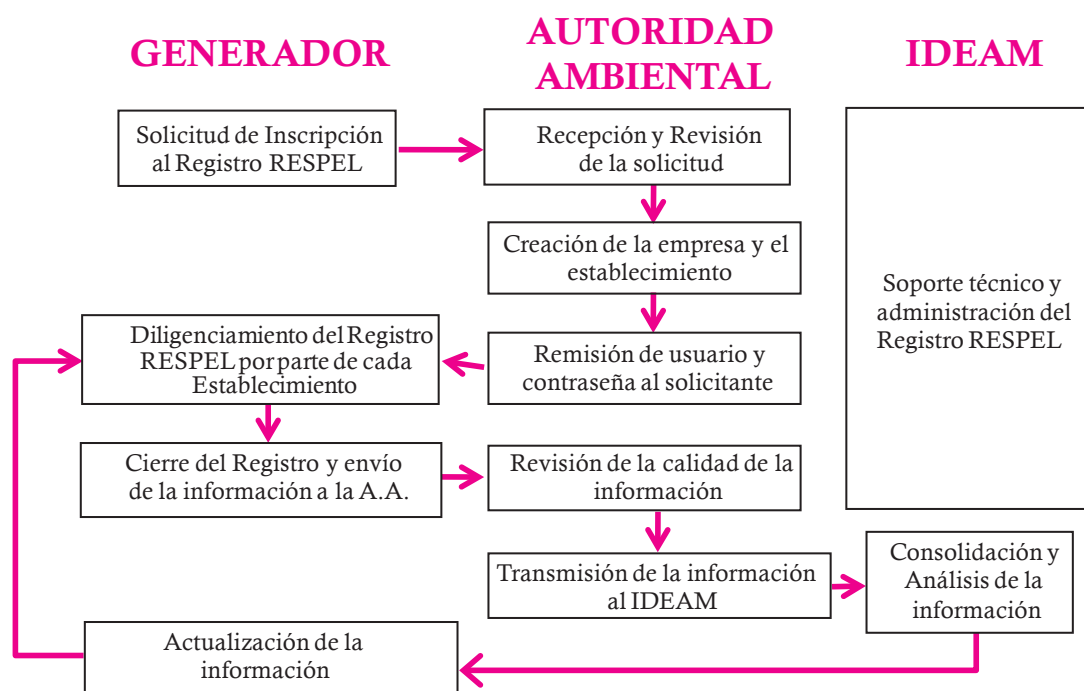 GENERADOR
AUTORIDAD
AMBIENTAL
IDEAM
Solicitud de Inscripción
al Registro RESPEL
Recepción y Revisión
de la solicitud
Creación de la empresa y el
establecimiento
Soporte técnico y
administración del
Registro RESPEL
Diligenciamiento del Registro
RESPEL por parte de cada
Establecimiento
Remisión de usuario y
contraseña al solicitante
Cierre del Registro y envío
de la información a la A.A.
Revisión de la calidad de la
información
Transmisión de la información
al IDEAM
Consolidación y
Análisis de la
información
Actualización de la
información